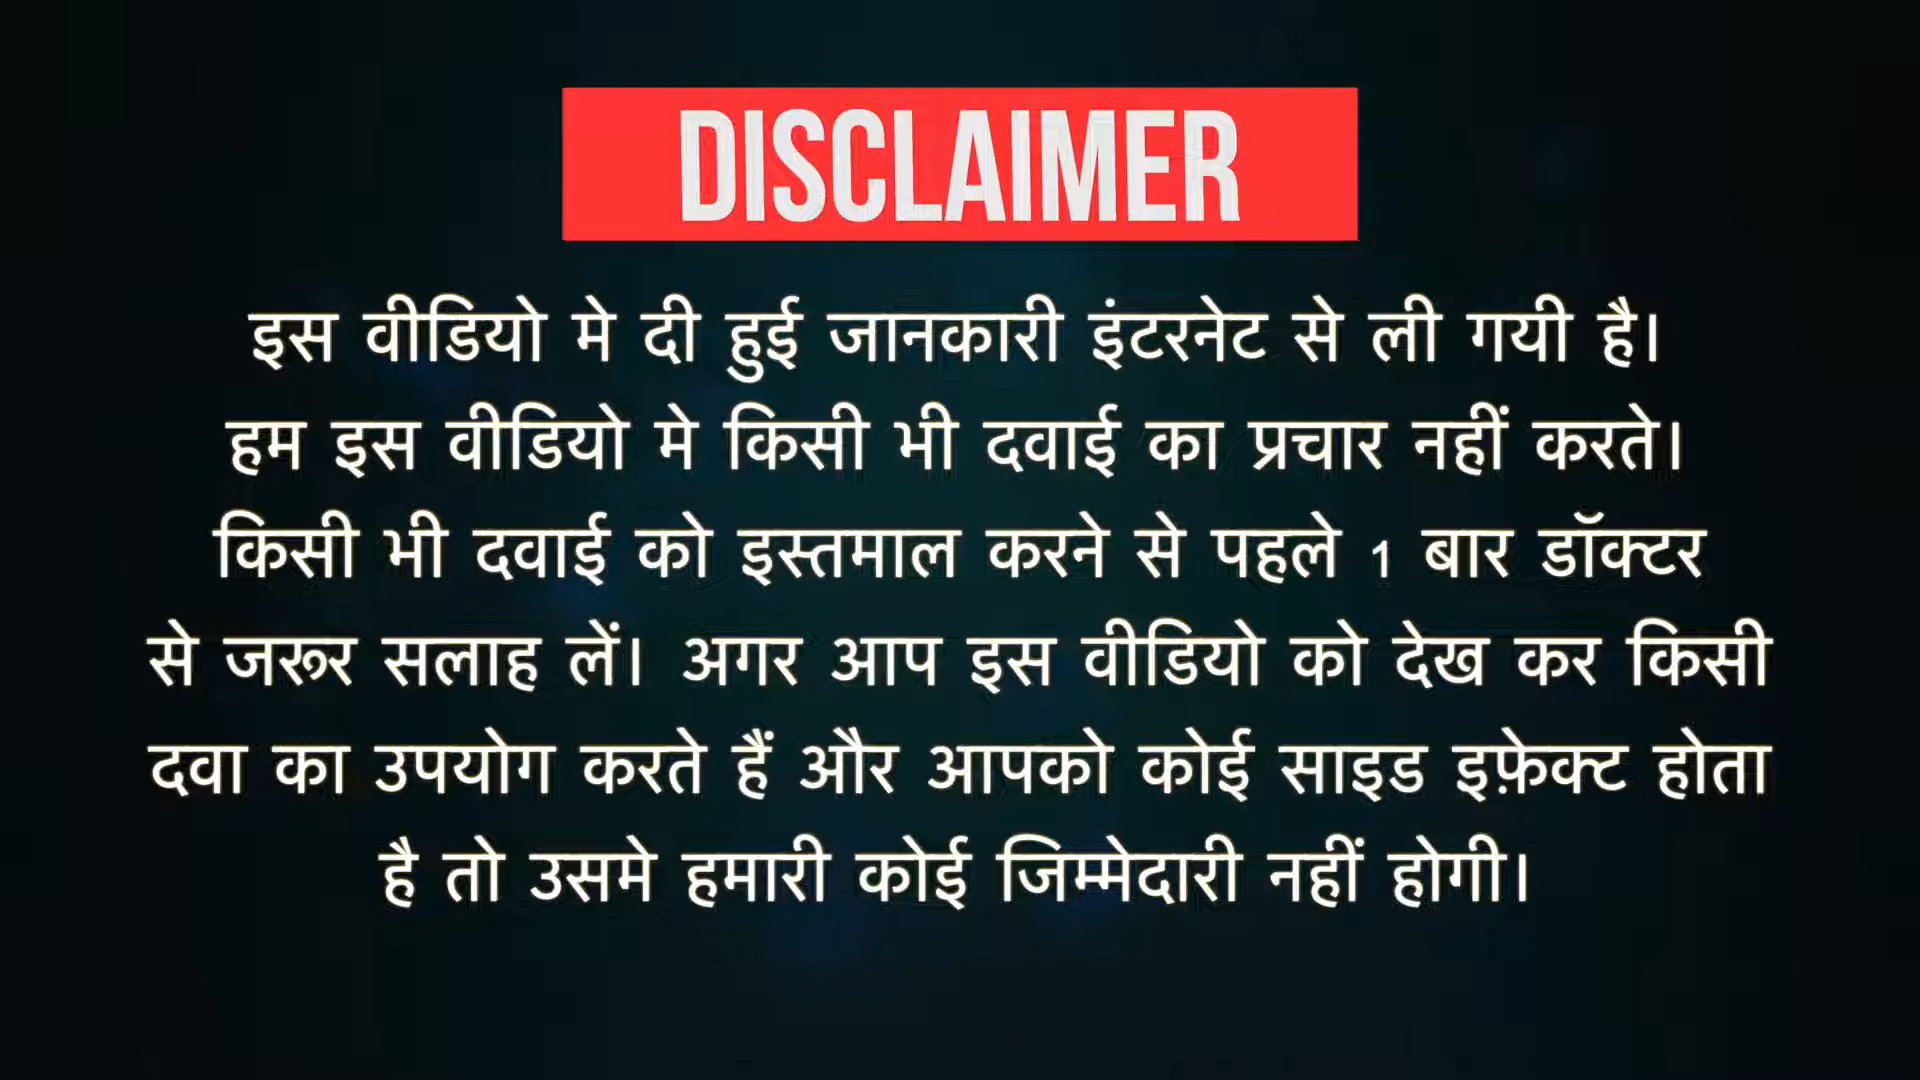 DISCLAIMER
इस वीडियो मे दी हुई जानकारी इंटरनेट से ली गयी है।
हम इस वीडियो मे किसी भी दवाई का प्रचार नहीं करते।
किसी भी दवाई को इस्तमाल करने से पहले 1 बार डॉक्टर
से जरूर सलाह लें। अगर आप इस वीडियो को देख कर किसी
दवा का उपयोग करते हैं और आपको कोई साइड इफ़ेक्ट होता
है तो उसमे हमारी कोई जिम्मेदारी नहीं होगी।